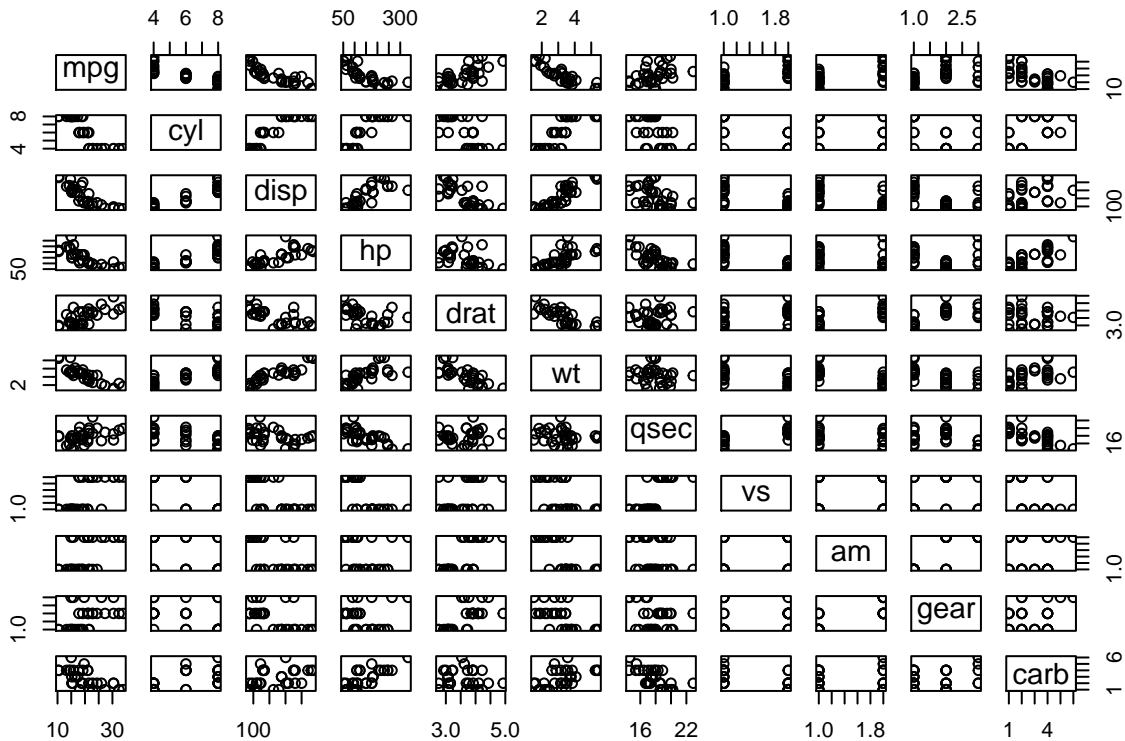 4 6 8 50 300 2 4 1.0 1.8 1.0 2.5
mpg 10
8 4 cyl
disp 100
50 hp
drat 3.0
2 wt
qsec 16
1.0 vs
am 1.0
1.0 gear
carb 1 6
10 30 100 3.0 5.0 16 22 1.0 1.8 1 4